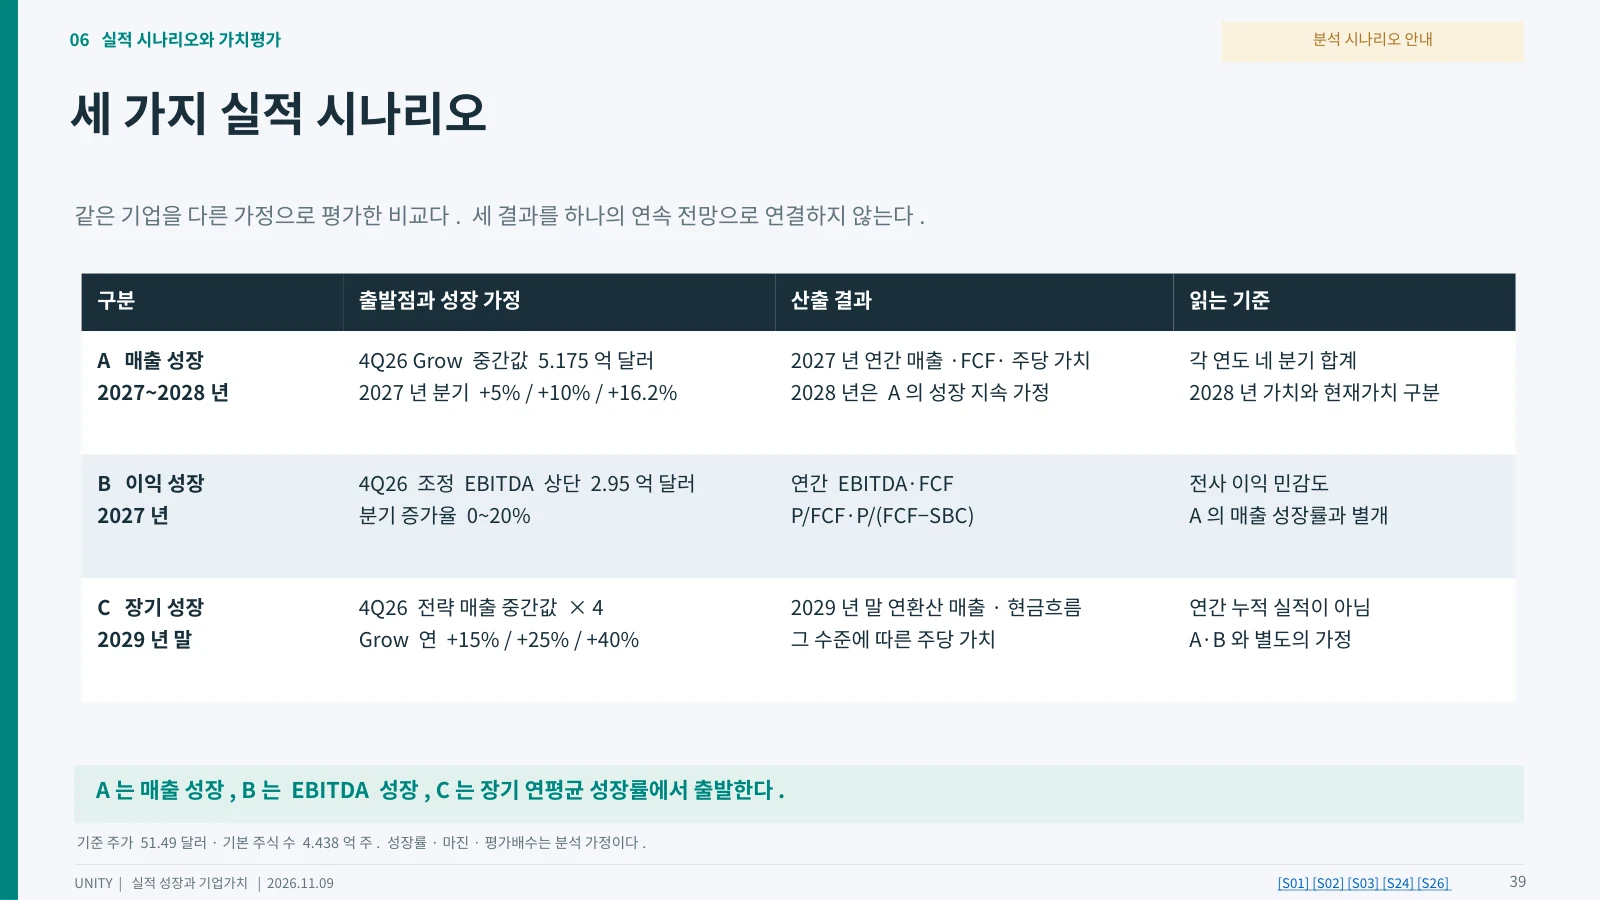 06 실적 시나리오와 가치평가
분석 시나리오 안내
세 가지 실적 시나리오
같은 기업을 다른 가정으로 평가한 비교다 . 세 결과를 하나의 연속 전망으로 연결하지 않는다 .
구분
출발점과 성장 가정
산출 결과
읽는 기준
A 매출 성장
2027~2028 년
4Q26 Grow 중간값 5.175 억 달러
2027 년 분기 +5% / +10% / +16.2%
2027 년 연간 매출 ·FCF· 주당 가치
2028 년은 A 의 성장 지속 가정
각 연도 네 분기 합계
2028 년 가치와 현재가치 구분
B 이익 성장
2027 년
4Q26 조정 EBITDA 상단 2.95 억 달러
분기 증가율 0~20%
연간 EBITDA·FCF
P/FCF·P/(FCF−SBC)
전사 이익 민감도
A 의 매출 성장률과 별개
C 장기 성장
2029 년 말
4Q26 전략 매출 중간값 × 4
Grow 연 +15% / +25% / +40%
2029 년 말 연환산 매출 · 현금흐름
그 수준에 따른 주당 가치
연간 누적 실적이 아님
A·B 와 별도의 가정
A 는 매출 성장 , B 는 EBITDA 성장 , C 는 장기 연평균 성장률에서 출발한다 .
기준 주가 51.49 달러 · 기본 주식 수 4.438 억 주 . 성장률 · 마진 · 평가배수는 분석 가정이다 .
UNITY | 실적 성장과 기업가치 | 2026.11.09
[S01] [S02] [S03] [S24] [S26]
39